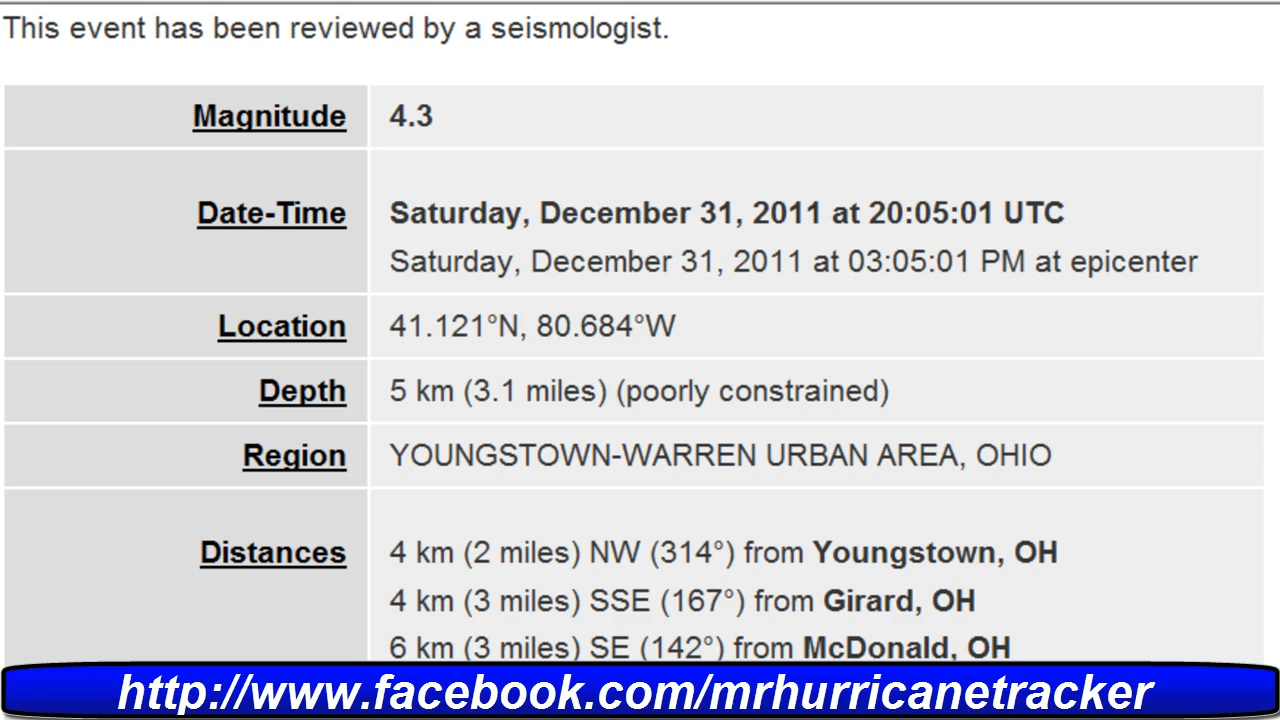 This event has been reviewed by a seismologist.
Magnitude 4.3
Date-Time Saturday, December 31, 2011 at 20:05:01 UTC
Saturday, December 31, 2011 at 03:05:01 PM at epicenter
Location 41.121°N, 80.684°W
Depth 5 km (3.1 miles) (poorly constrained)
Region YOUNGSTOWN-WARREN URBAN AREA, OHIO
Distances 4 km (2 miles) NW (314°) from Youngstown, OH
4 km (3 miles) SSE (167°) from Girard, OH
6 km (3 miles) SE (142°) from McDonald, OH
http://www.facebook.com/mrhurricanetracker